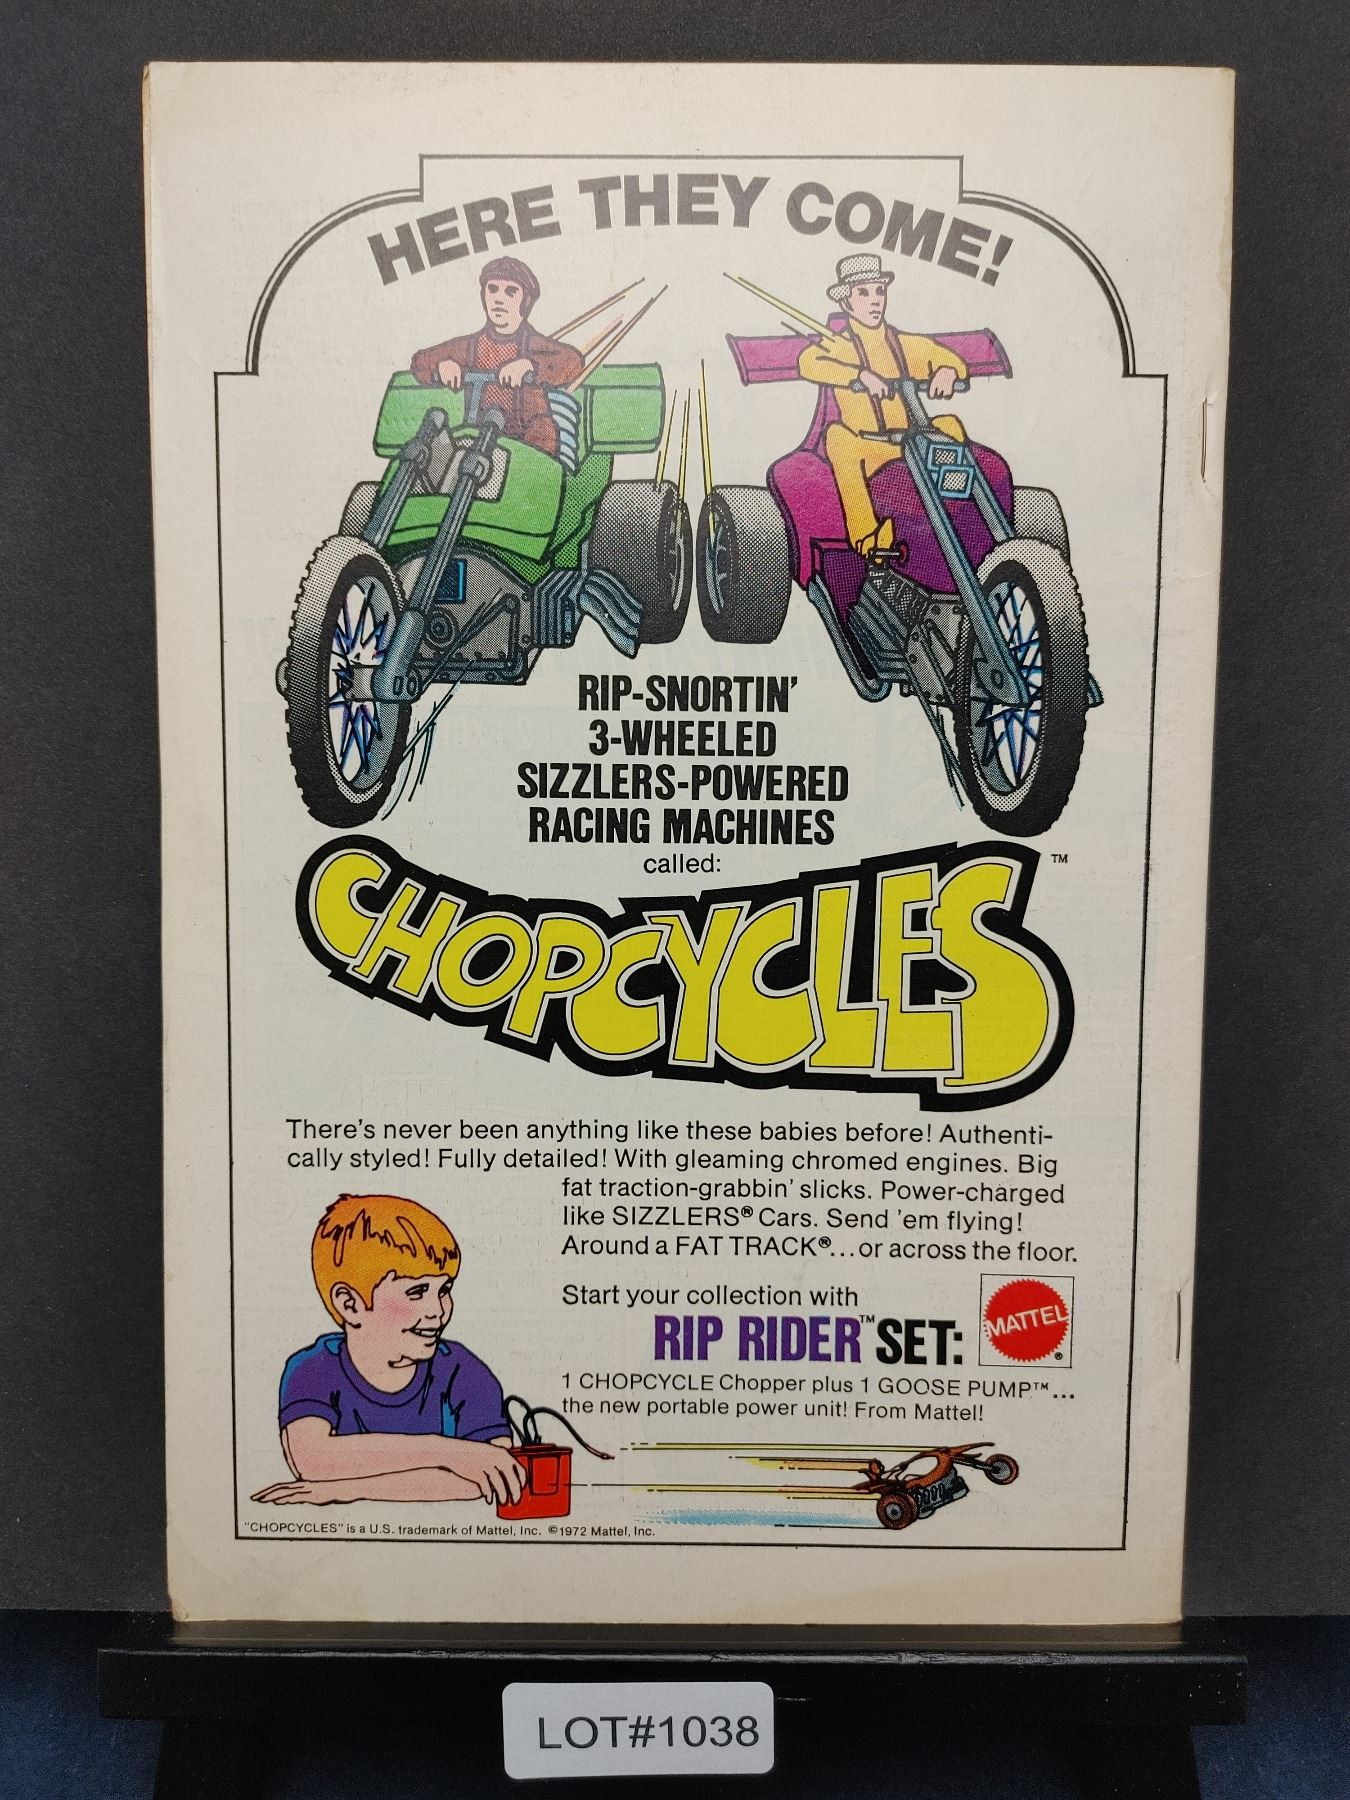 HERE THEY COME!
RIP-SNORTIN'
3-WHEELED
SIZZLERS-POWERED
RACING MACHINES
called:
CHOPCYCLES™
There's never been anything like these babies before! Authenti-
cally styled! Fully detailed! With gleaming chromed engines. Big
fat traction-grabbin' slicks. Power-charged
like SIZZLERS® Cars. Send 'em flying!
Around a FAT TRACK®...or across the floor.
Start your collection with
RIP RIDER™ SET:
MATTEL®
1 CHOPCYCLE Chopper plus 1 GOOSE PUMP™...
the new portable power unit! From Mattel!
"CHOPCYCLES" is a U.S. trademark of Mattel, Inc. ©1972 Mattel, Inc.
LOT#1038